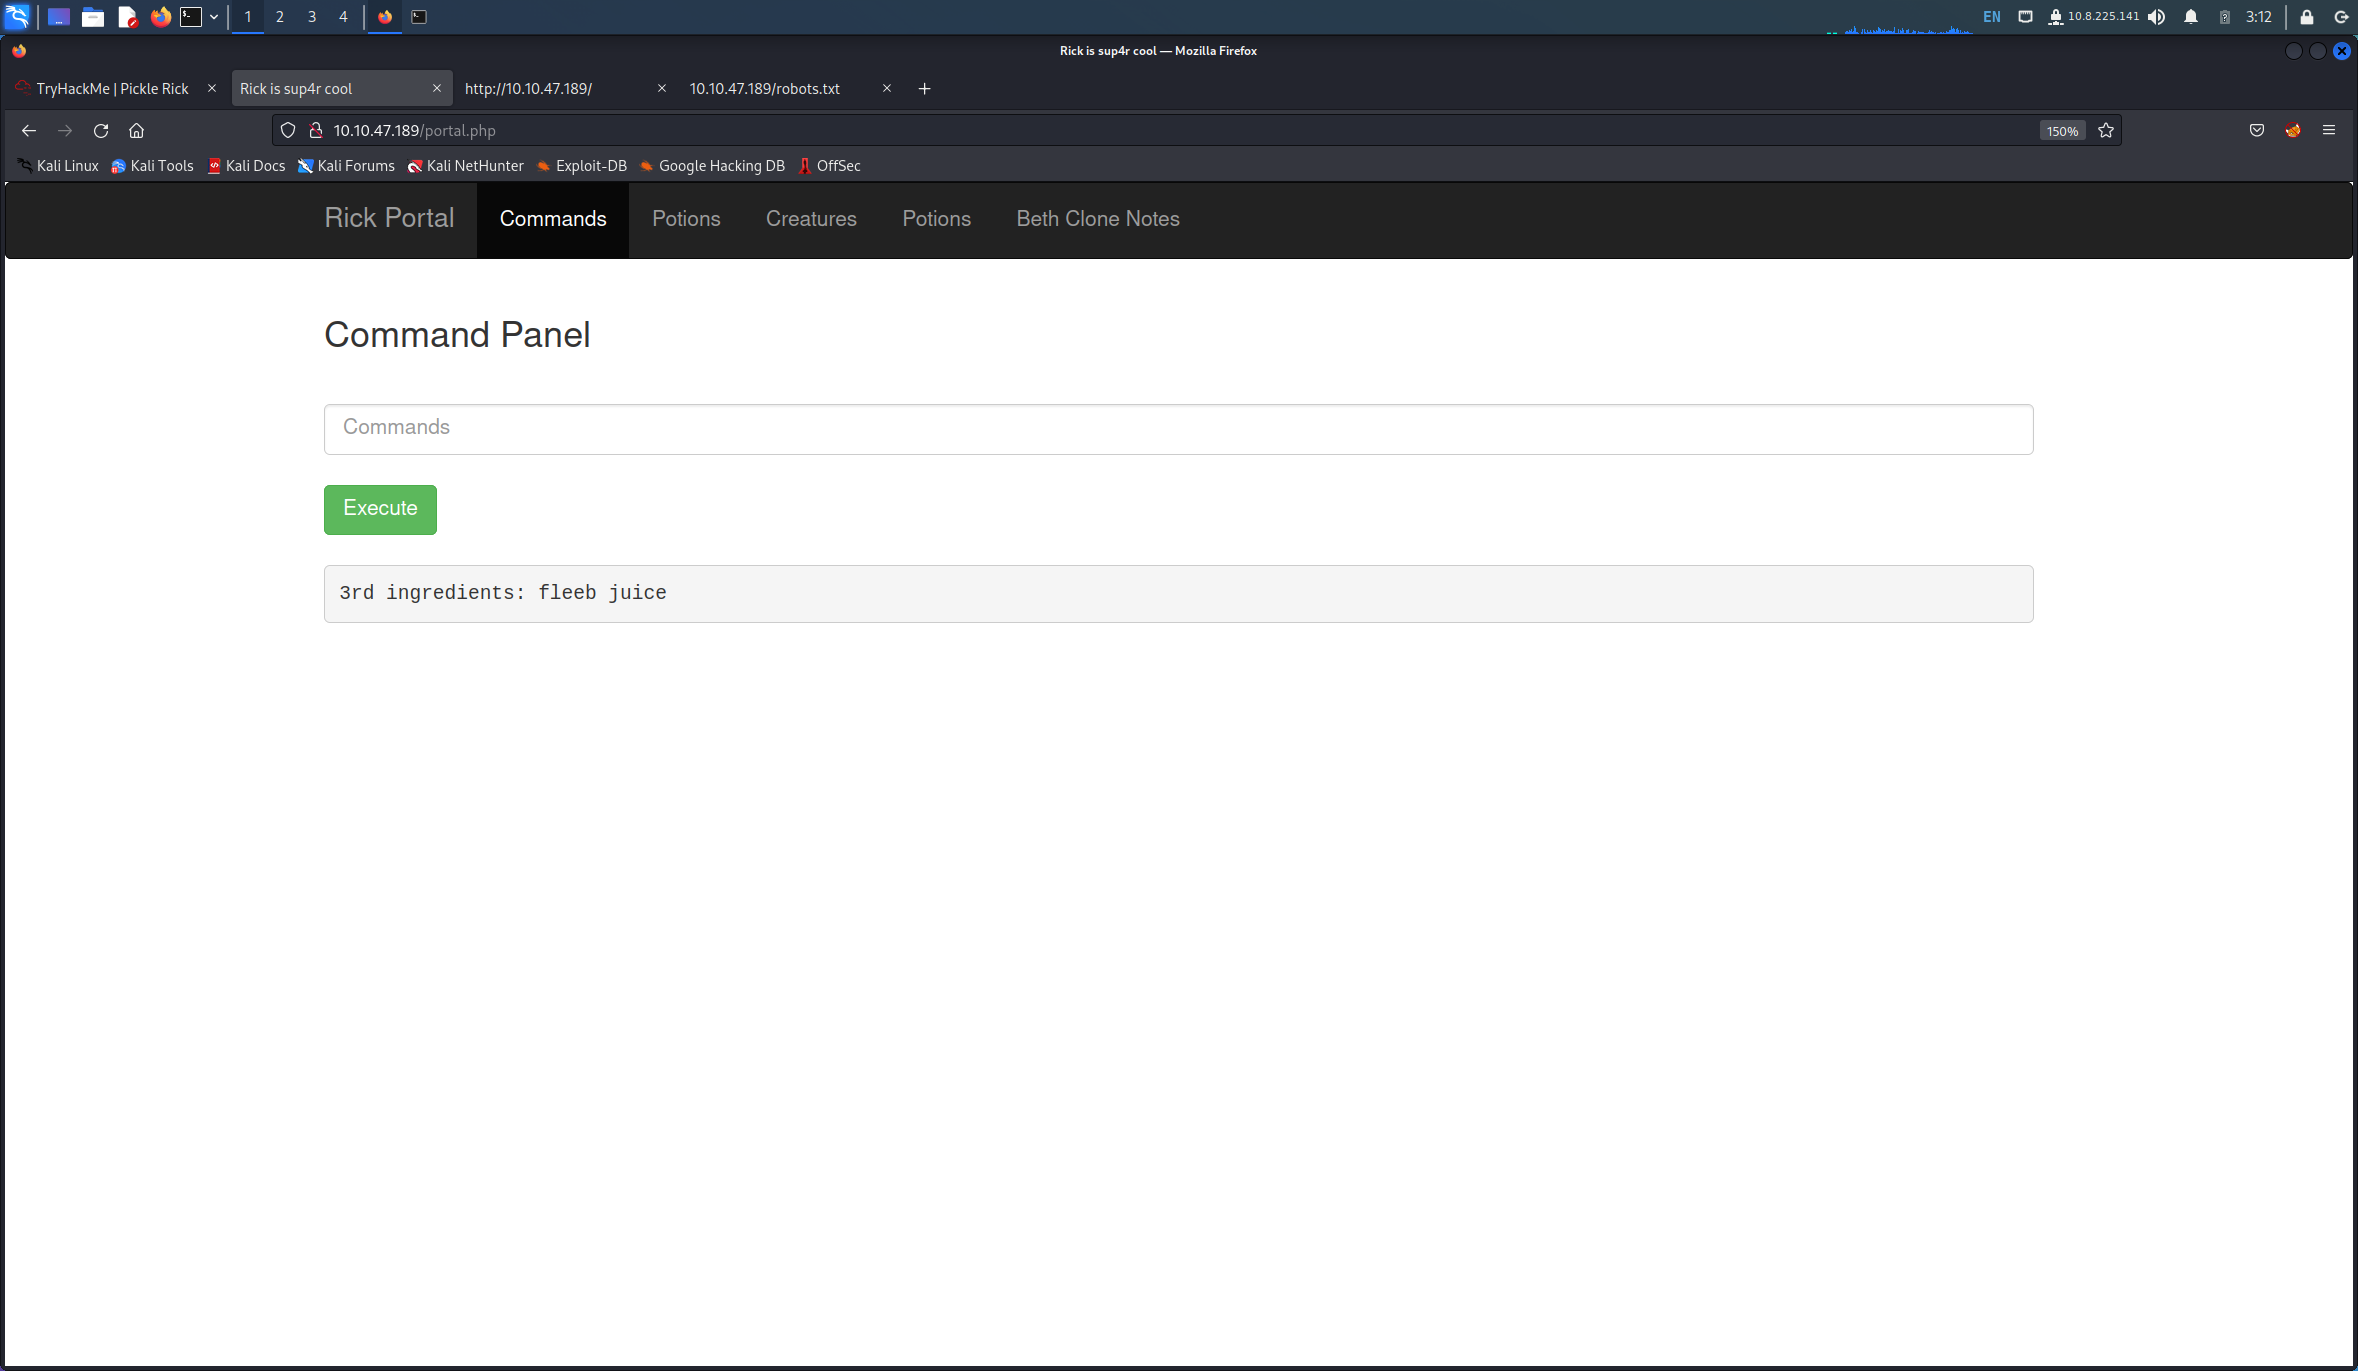 1 2 3 4 EN 10.8.225.141 3:12
Rick is sup4r cool — Mozilla Firefox
TryHackMe | Pickle Rick Rick is sup4r cool http://10.10.47.189/ 10.10.47.189/robots.txt
10.10.47.189/portal.php 150%
Kali Linux Kali Tools Kali Docs Kali Forums Kali NetHunter Exploit-DB Google Hacking DB OffSec
Rick Portal Commands Potions Creatures Potions Beth Clone Notes
Command Panel
Commands
Execute
3rd ingredients: fleeb juice